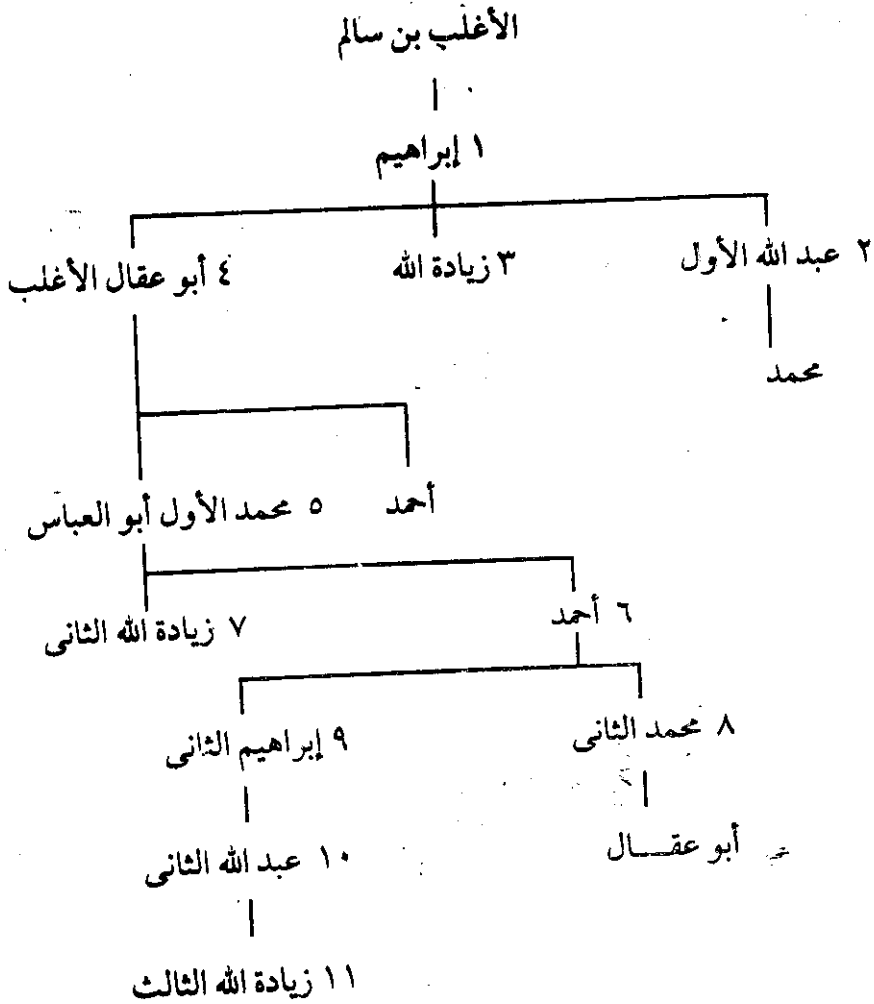 الأغلب بن سالم
١ إبراهيم
٢ عبد الله الأول ٣ زيادة الله ٤ أبو عقال الأغلب
محمد
أحمد ٥ محمد الأول أبو العباس
٦ أحمد ٧ زيادة الله الثانى
٨ محمد الثانى ٩ إبراهيم الثانى
أبو عقـــال ١٠ عبد الله الثانى
١١ زيادة الله الثالث